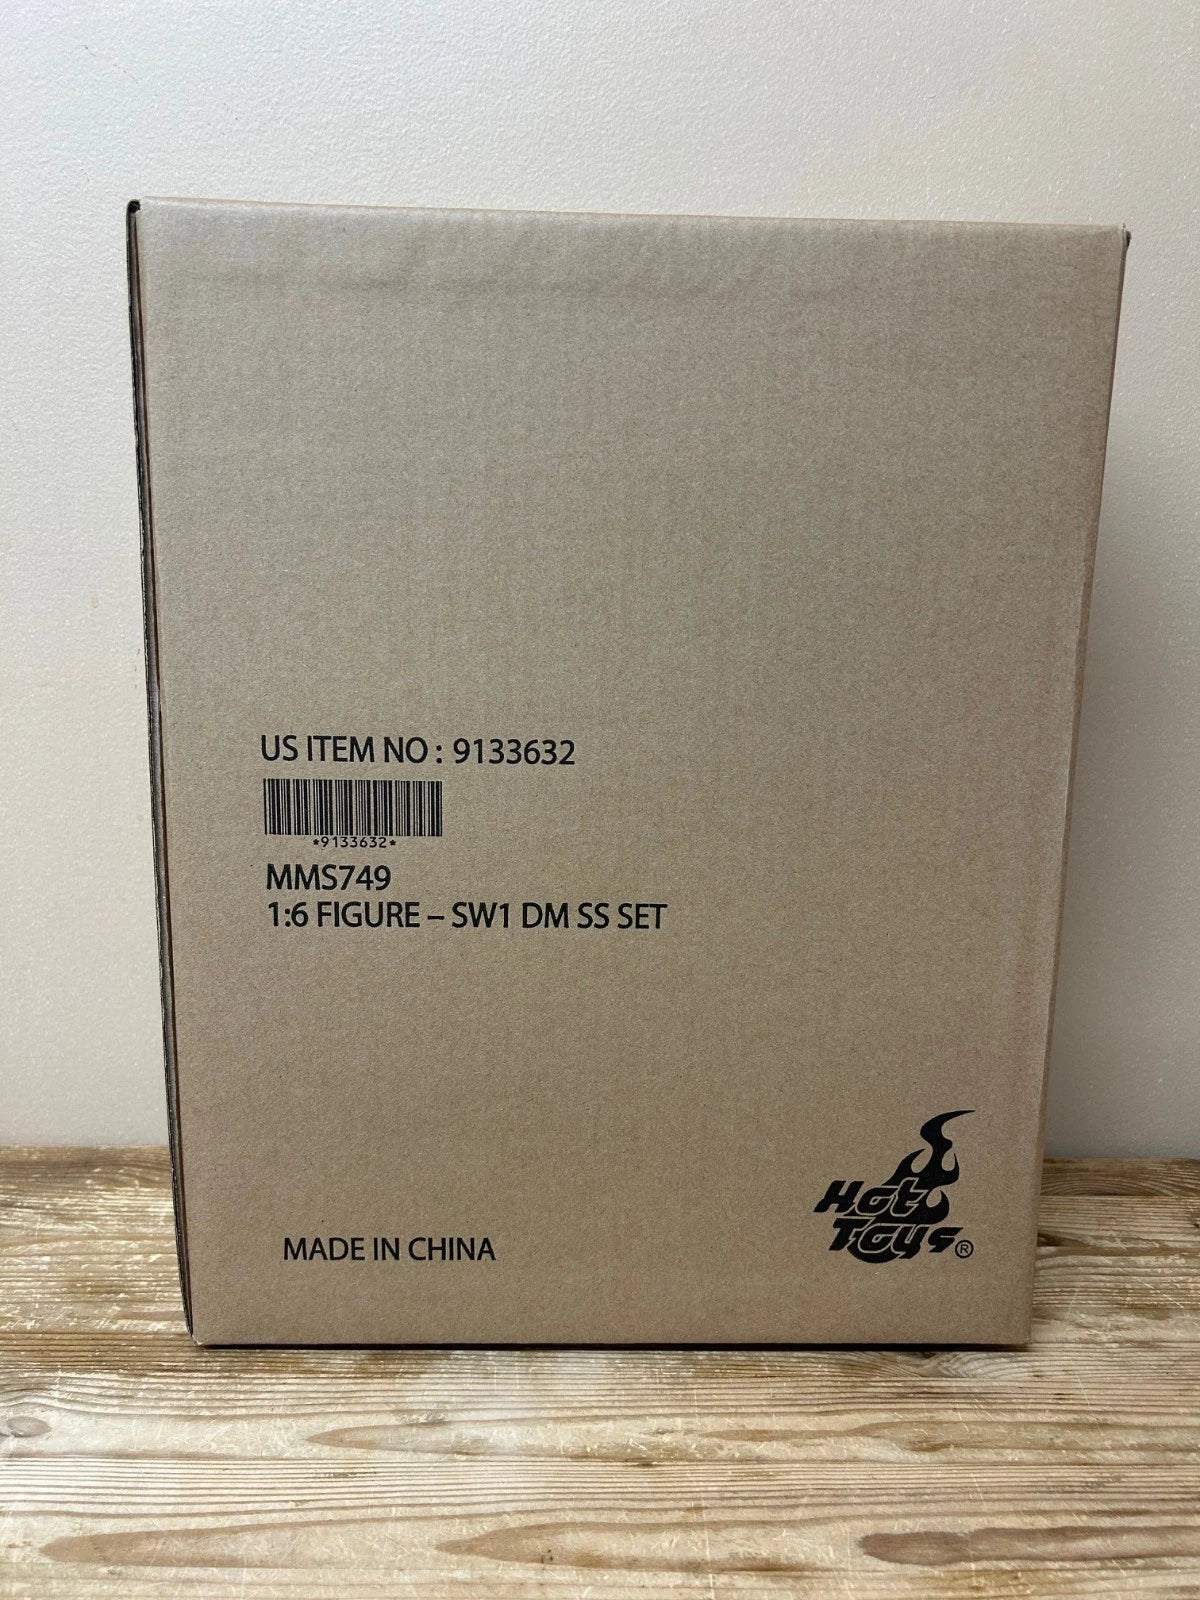 US ITEM NO : 9133632
*9133632*
MMS749
1:6 FIGURE – SW1 DM SS SET
MADE IN CHINA
Hot
Toys®